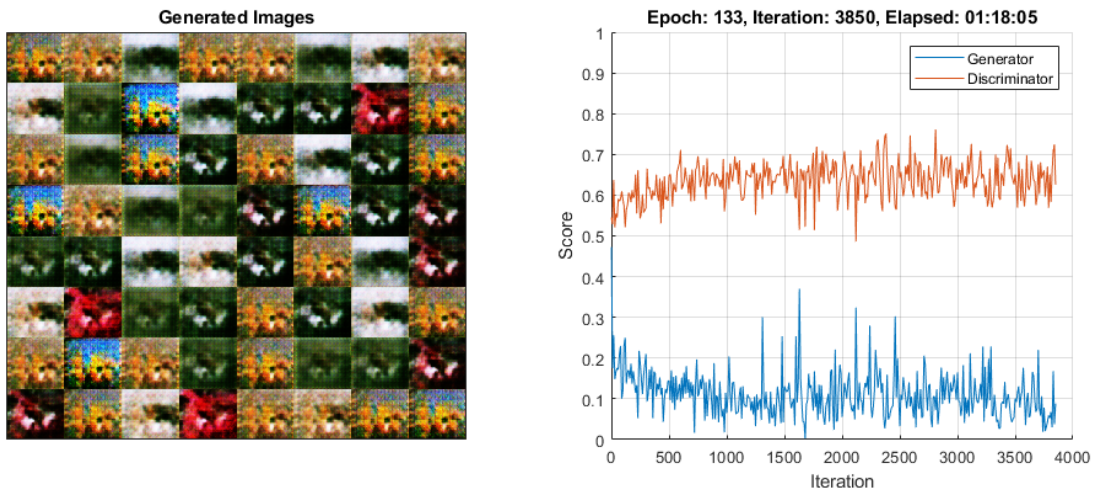 Generated Images
Epoch: 133, Iteration: 3850, Elapsed: 01:18:05
1
Generator
0.9
Discriminator
0.8
0.7
0.6
0.5
Score
0.4
0.3
0.2
0.1
0
0 500 1000 1500 2000 2500 3000 3500 4000
Iteration